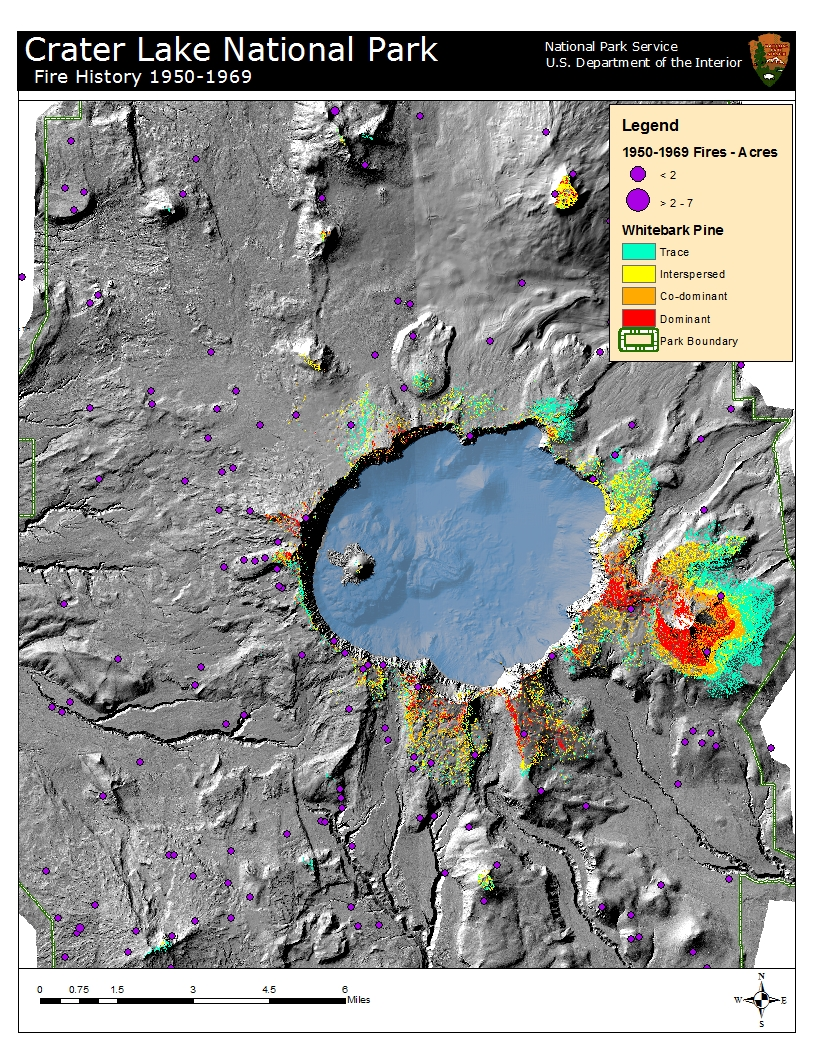 Crater Lake National Park
Fire History 1950-1969
National Park Service
U.S. Department of the Interior
Legend
1950-1969 Fires - Acres
< 2
> 2 - 7
Whitebark Pine
Trace
Interspersed
Co-dominant
Dominant
Park Boundary
0 0.75 1.5 3 4.5 6
Miles
N
W E
S